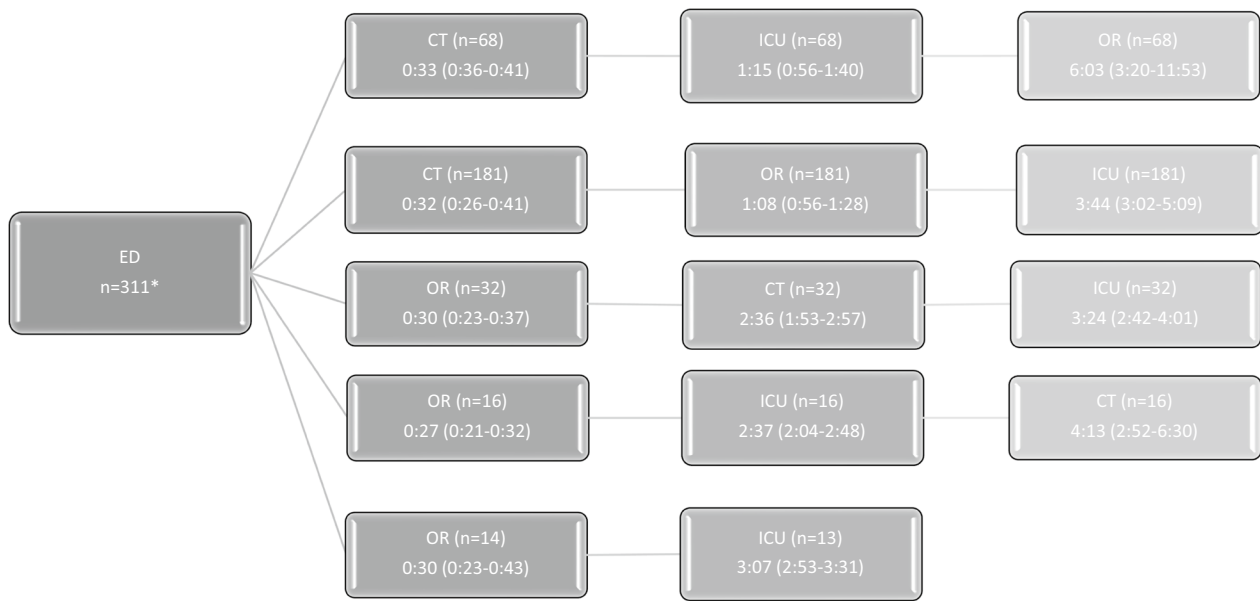 ED
n=311*
CT (n=68)
0:33 (0:36-0:41)
ICU (n=68)
1:15 (0:56-1:40)
OR (n=68)
6:03 (3:20-11:53)
CT (n=181)
0:32 (0:26-0:41)
OR (n=181)
1:08 (0:56-1:28)
ICU (n=181)
3:44 (3:02-5:09)
OR (n=32)
0:30 (0:23-0:37)
CT (n=32)
2:36 (1:53-2:57)
ICU (n=32)
3:24 (2:42-4:01)
OR (n=16)
0:27 (0:21-0:32)
ICU (n=16)
2:37 (2:04-2:48)
CT (n=16)
4:13 (2:52-6:30)
OR (n=14)
0:30 (0:23-0:43)
ICU (n=13)
3:07 (2:53-3:31)